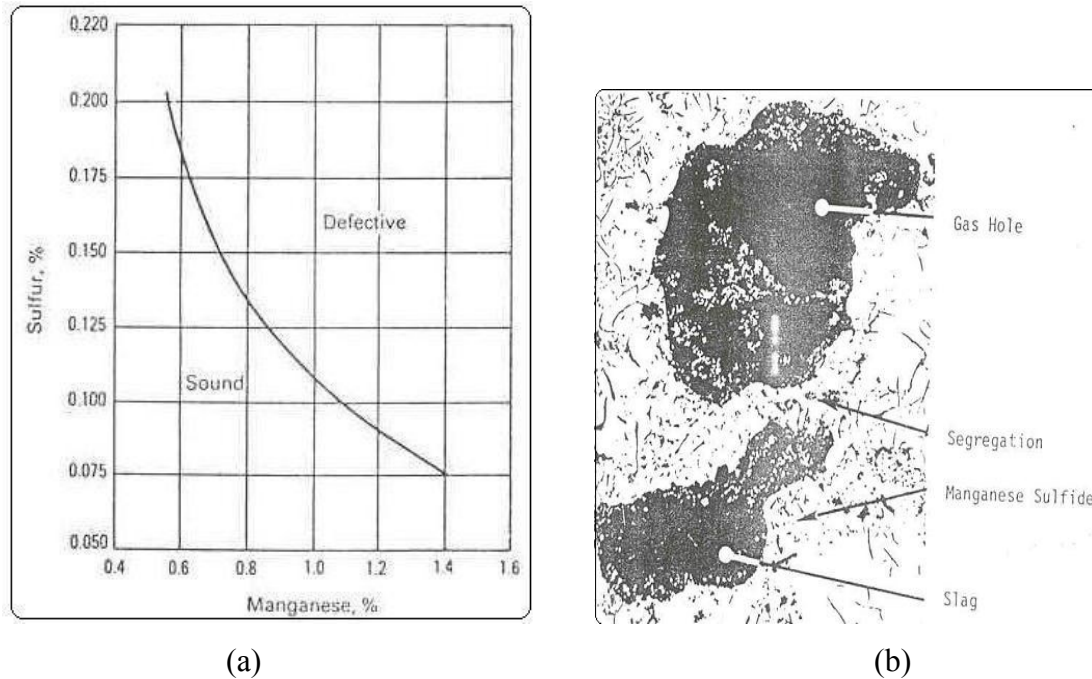 0.220
0.200
0.175
0.150
0.125
0.100
0.075
0.050
Sulfur, %
Defective
Sound
0.4 0.6 0.8 1.0 1.2 1.4 1.6
Manganese, %
(a)
Gas Hole
Segregation
Manganese Sulfide
Slag
(b)